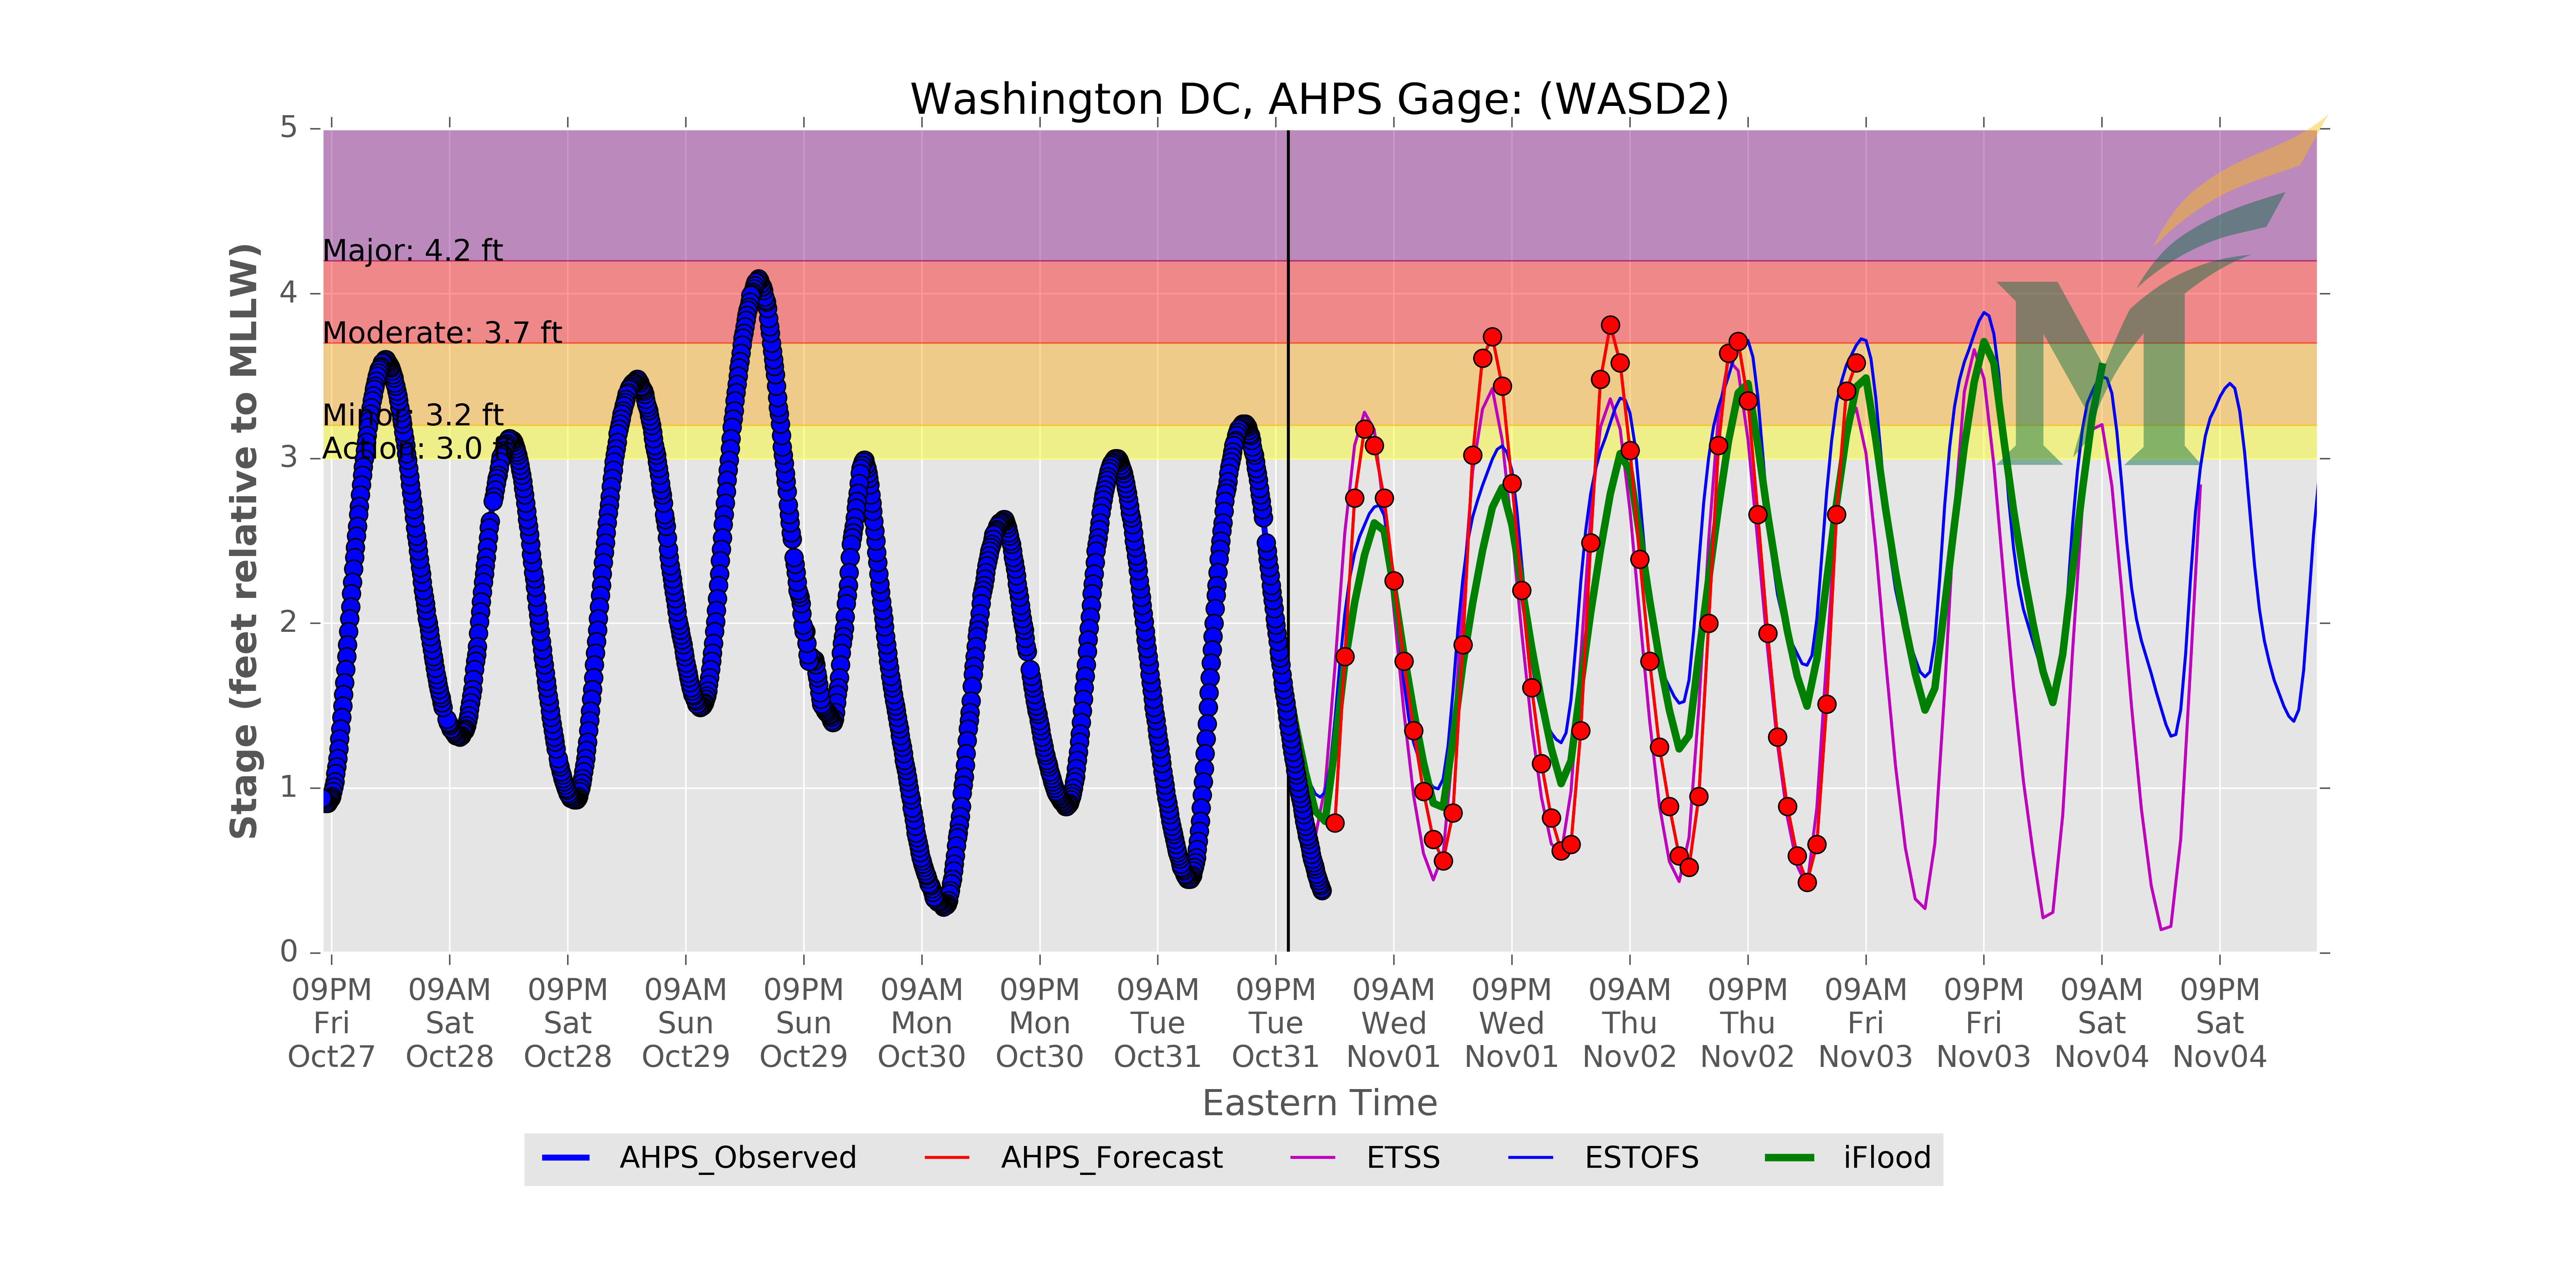 Washington DC, AHPS Gage: (WASD2)
Stage (feet relative to MLLW)
5
4
3
2
1
0
Major: 4.2 ft
Moderate: 3.7 ft
Minor: 3.2 ft
Action: 3.0 ft
09PM 09AM 09PM 09AM 09PM 09AM 09PM 09AM 09PM 09AM 09PM 09AM 09PM 09AM 09PM 09AM 09PM
Fri Sat Sat Sun Sun Mon Mon Tue Tue Wed Wed Thu Thu Fri Fri Sat Sat
Oct27 Oct28 Oct28 Oct29 Oct29 Oct30 Oct30 Oct31 Oct31 Nov01 Nov01 Nov02 Nov02 Nov03 Nov03 Nov04 Nov04
Eastern Time
AHPS_Observed AHPS_Forecast ETSS ESTOFS iFlood
M